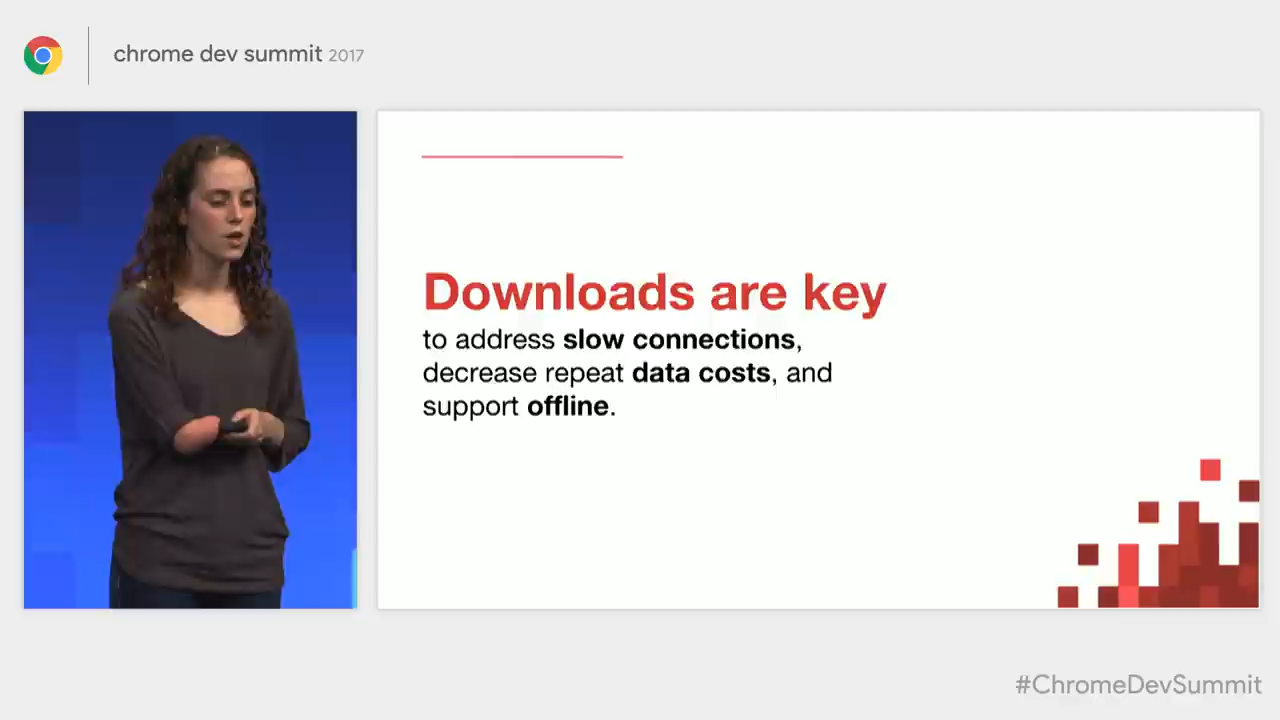 chrome dev summit 2017
Downloads are key
to address slow connections,
decrease repeat data costs, and
support offline.
#ChromeDevSummit